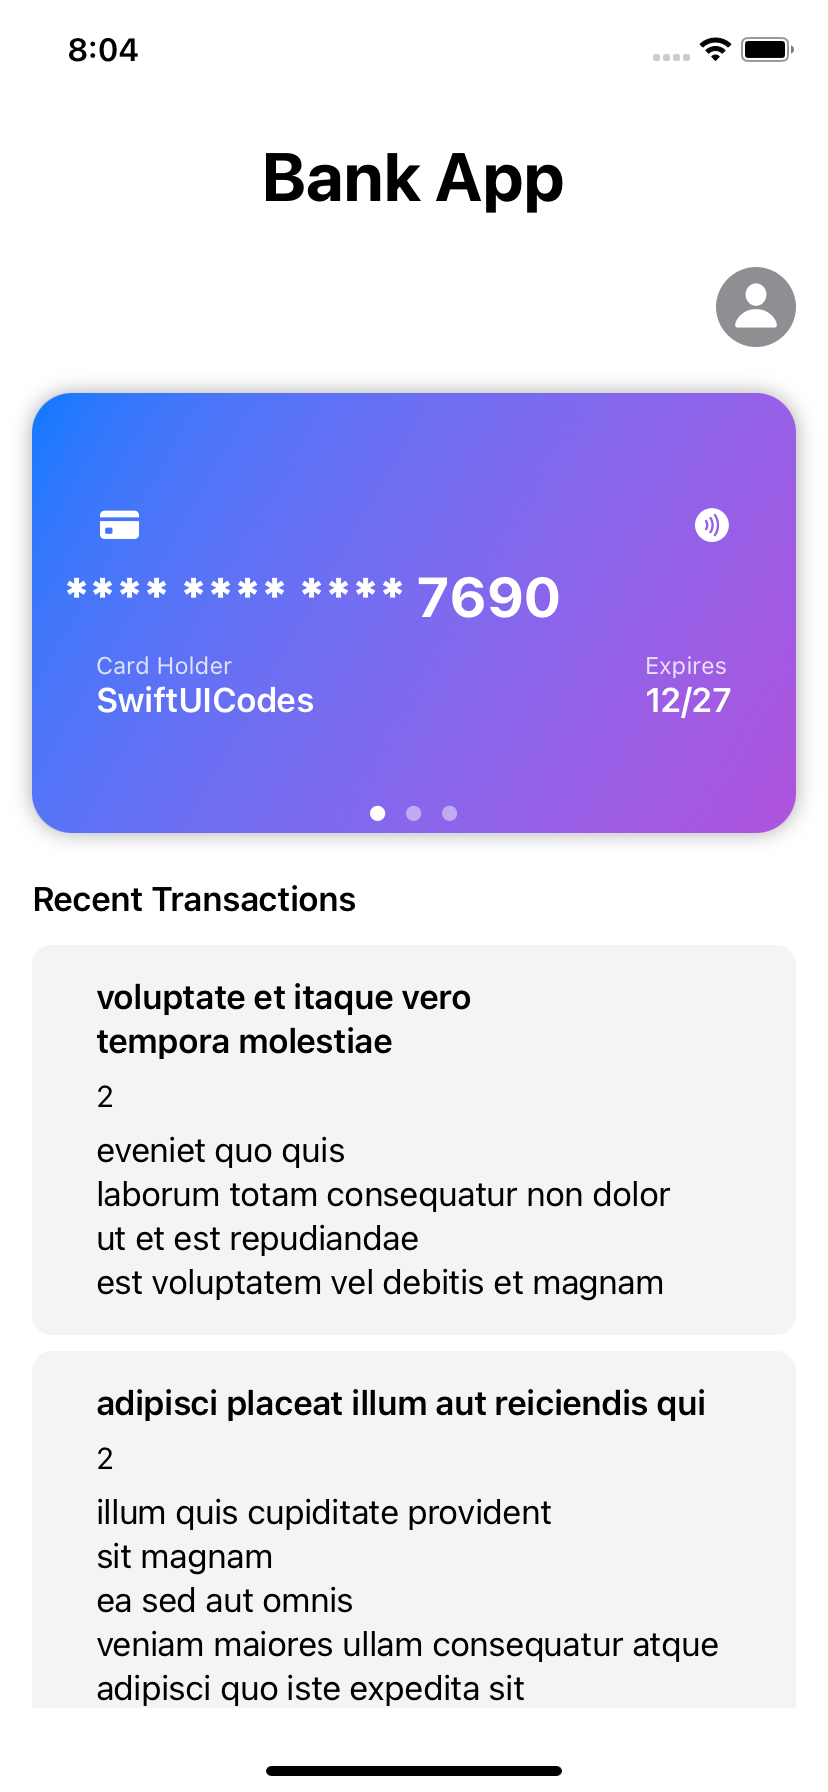 8:04
Bank App
**** **** **** 7690
Card Holder
Expires
SwiftUICodes
12/27
Recent Transactions
voluptate et itaque vero
tempora molestiae
2
eveniet quo quis
laborum totam consequatur non dolor
ut et est repudiandae
est voluptatem vel debitis et magnam
adipisci placeat illum aut reiciendis qui
2
illum quis cupiditate provident
sit magnam
ea sed aut omnis
veniam maiores ullam consequatur atque
adipisci quo iste expedita sit